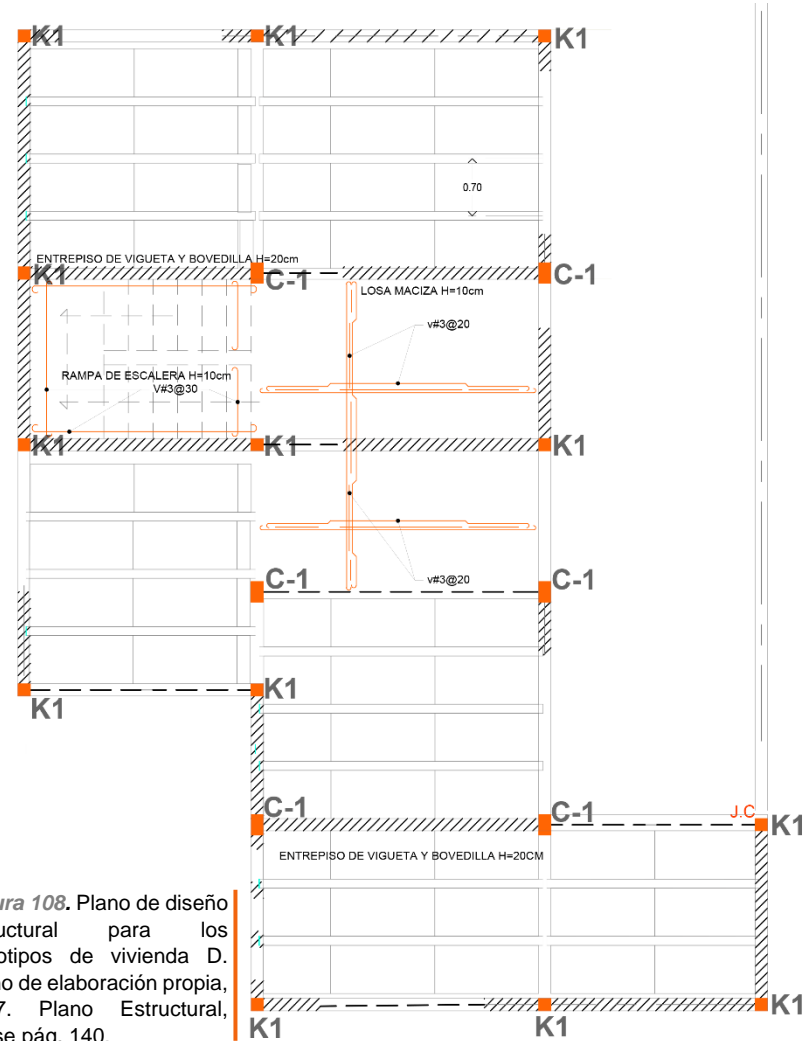 K1 K1 K1
0.70
ENTREPISO DE VIGUETA Y BOVEDILLA H=20cm
K1 C-1 C-1
LOSA MACIZA H=10cm
v#3@20
RAMPA DE ESCALERA H=10cm
V#3@30
K1 K1 K1
v#3@20
C-1 C-1
K1 K1
C-1 C-1 J.C K1
ENTREPISO DE VIGUETA Y BOVEDILLA H=20CM
ura 108. Plano de diseño
uctural para los
otipos de vivienda D.
no de elaboración propia,
7. Plano Estructural,
se pág. 140.
K1 K1 K1